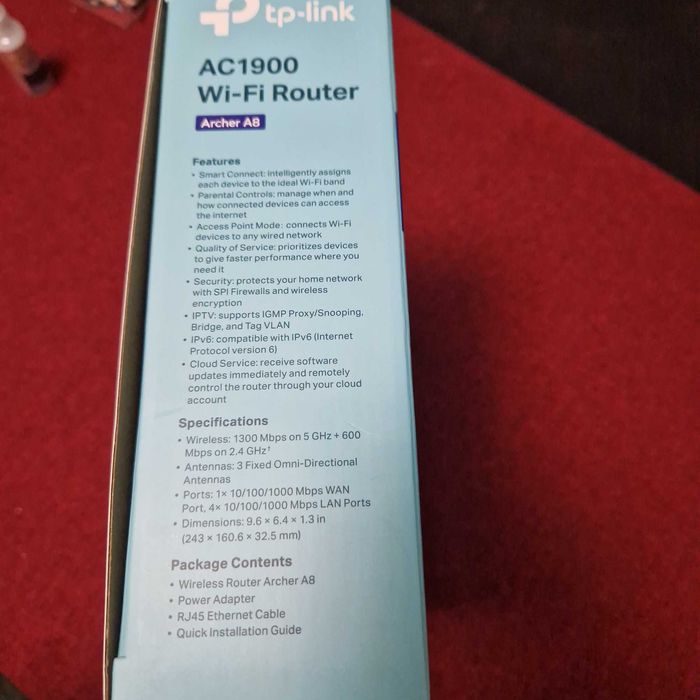 tp-link
AC1900
Wi-Fi Router
Archer A8
Features
• Smart Connect: intelligently assigns
each device to the ideal Wi-Fi band
• Parental Controls: manage when and
how connected devices can access
the internet
• Access Point Mode: connects Wi-Fi
devices to any wired network
• Quality of Service: prioritizes devices
to give faster performance where you
need it
• Security: protects your home network
with SPI Firewalls and wireless
encryption
• IPTV: supports IGMP Proxy/Snooping,
Bridge, and Tag VLAN
• IPv6: compatible with IPv6 (Internet
Protocol version 6)
• Cloud Service: receive software
updates immediately and remotely
control the router through your cloud
account
Specifications
• Wireless: 1300 Mbps on 5 GHz + 600
Mbps on 2.4 GHz†
• Antennas: 3 Fixed Omni-Directional
Antennas
• Ports: 1× 10/100/1000 Mbps WAN
Port, 4× 10/100/1000 Mbps LAN Ports
• Dimensions: 9.6 × 6.4 × 1.3 in
(243 × 160.6 × 32.5 mm)
Package Contents
• Wireless Router Archer A8
• Power Adapter
• RJ45 Ethernet Cable
• Quick Installation Guide